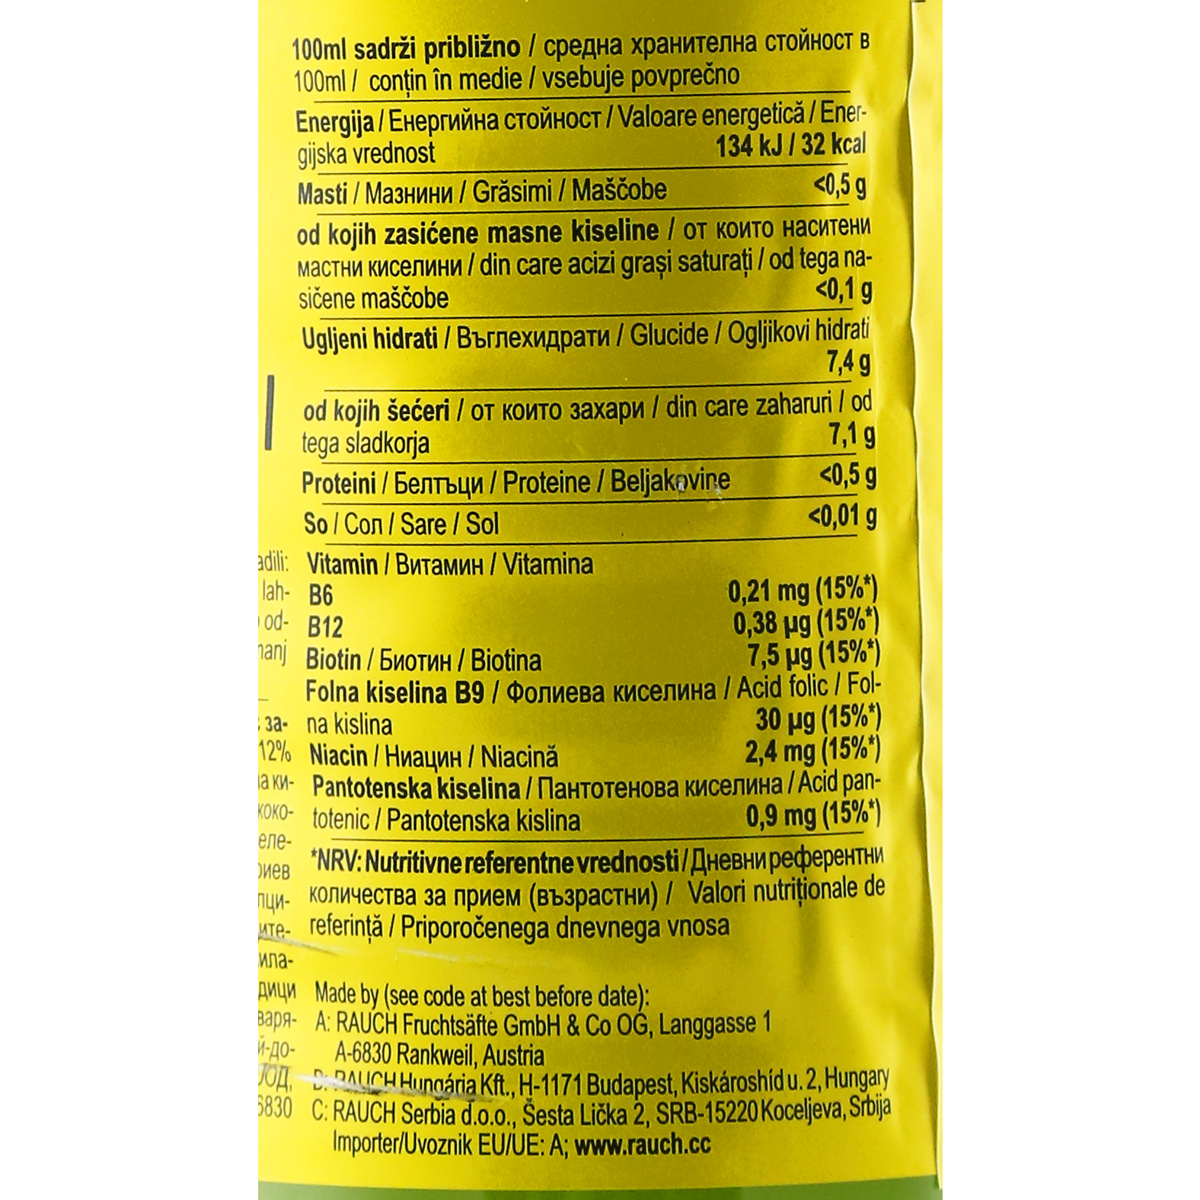 100ml sadrži približno / средна хранителна стойност в
100ml / conțin în medie / vsebuje povprečno
Energija / Енергийна стойност / Valoare energetică / Ener-
gijska vrednost 134 kJ / 32 kcal
Masti / Мазнини / Grăsimi / Maščobe <0,5 g
od kojih zasićene masne kiseline / от които наситени
мастни киселини / din care acizi grași saturați / od tega na-
sičene maščobe <0,1 g
Ugljeni hidrati / Въглехидрати / Glucide / Ogljikovi hidrati
7,4 g
od kojih šećeri / от които захари / din care zaharuri / od
tega sladkorja 7,1 g
Proteini / Белтъци / Proteine / Beljakovine <0,5 g
So / Сол / Sare / Sol <0,01 g
Vitamin / Витамин / Vitamina
B6 0,21 mg (15%*)
B12 0,38 µg (15%*)
Biotin / Биотин / Biotina 7,5 µg (15%*)
Folna kiselina B9 / Фолиева киселина / Acid folic / Fol-
na kislina 30 µg (15%*)
Niacin / Ниацин / Niacină 2,4 mg (15%*)
Pantotenska kiselina / Пантотенова киселина / Acid pan-
totenic / Pantotenska kislina 0,9 mg (15%*)
*NRV: Nutritivne referentne vrednosti / Дневни референтни
количества за прием (възрастни) / Valori nutriționale de
referință / Priporočenega dnevnega vnosa
Made by (see code at best before date):
A: RAUCH Fruchtsäfte GmbH & Co OG, Langgasse 1
A-6830 Rankweil, Austria
B: RAUCH Hungária Kft., H-1171 Budapest, Kiskároshíd u. 2, Hungary
C: RAUCH Serbia d.o.o., Šesta Lička 2, SRB-15220 Koceljeva, Srbija
Importer/Uvoznik EU/UE: A; www.rauch.cc